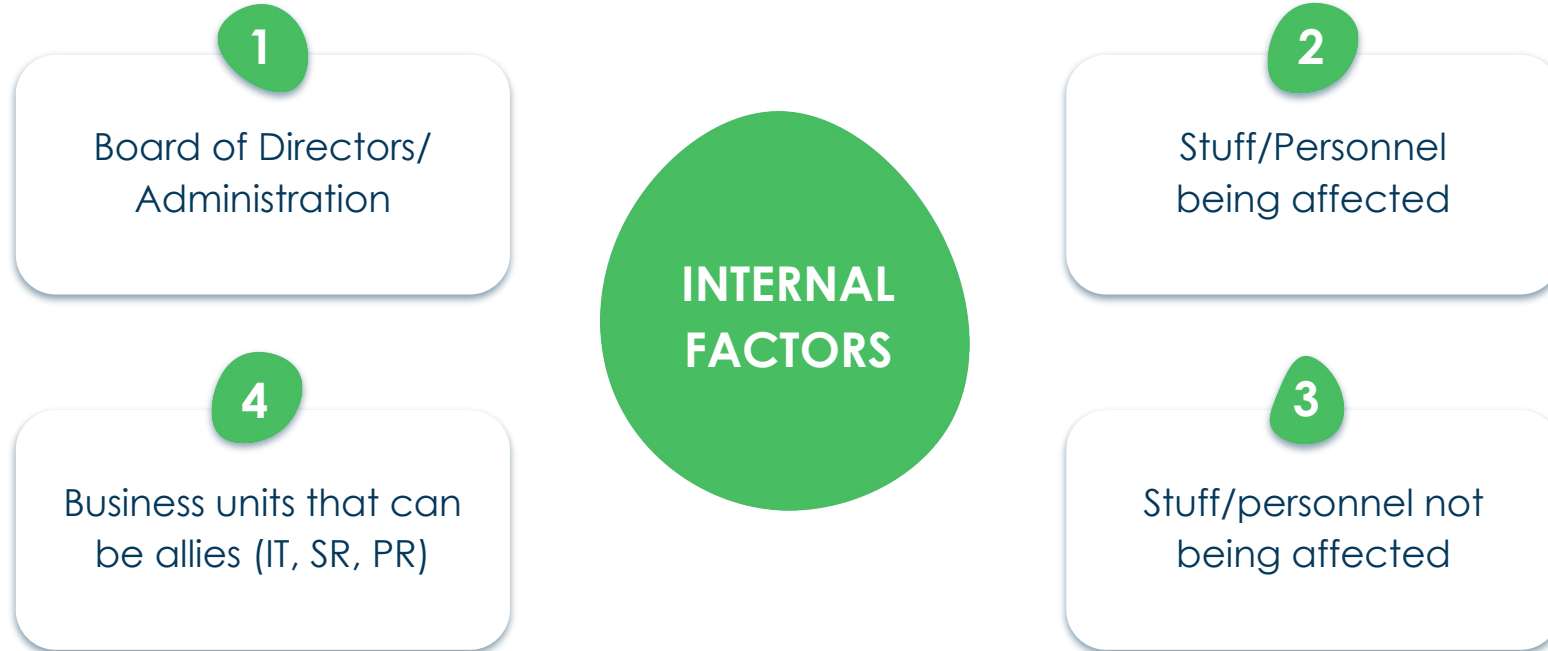 1
Board of Directors/
Administration
2
Stuff/Personnel
being affected
INTERNAL
FACTORS
3
Stuff/personnel not
being affected
4
Business units that can
be allies (IT, SR, PR)